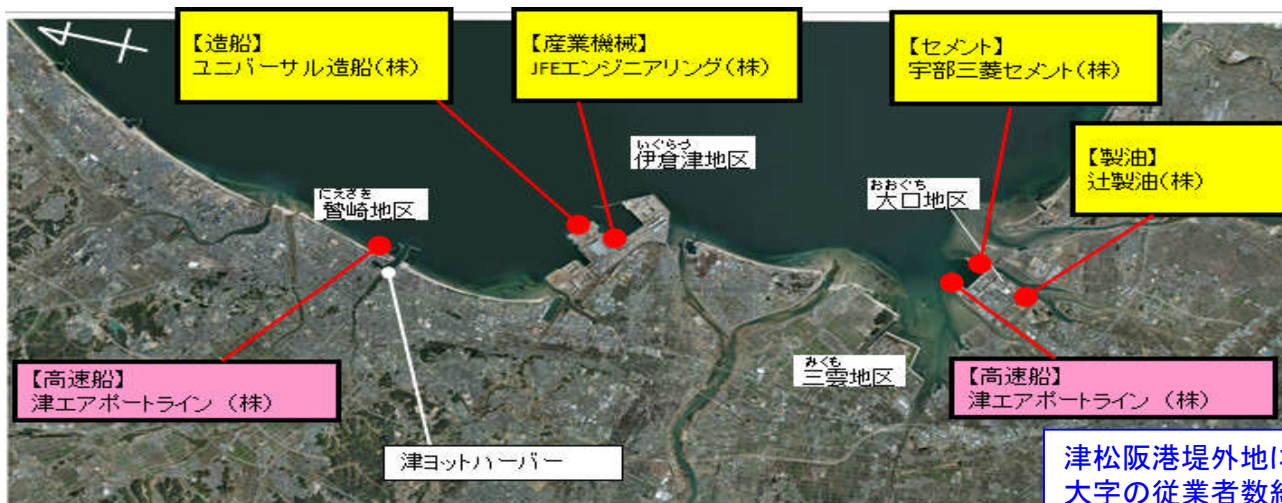 【造船】
ユニバーサル造船(株)
【産業機械】
JFEエンジニアリング(株)
【セメント】
宇部三菱セメント(株)
【製油】
辻製油(株)
いぐらづ
伊倉津地区
おおぐち
大口地区
にえざき
贄崎地区
みくも
三雲地区
【高速船】
津エアポートライン（株）
【高速船】
津エアポートライン（株）
津ヨットハーバー
津松阪港堤外地に
大字の従業者数